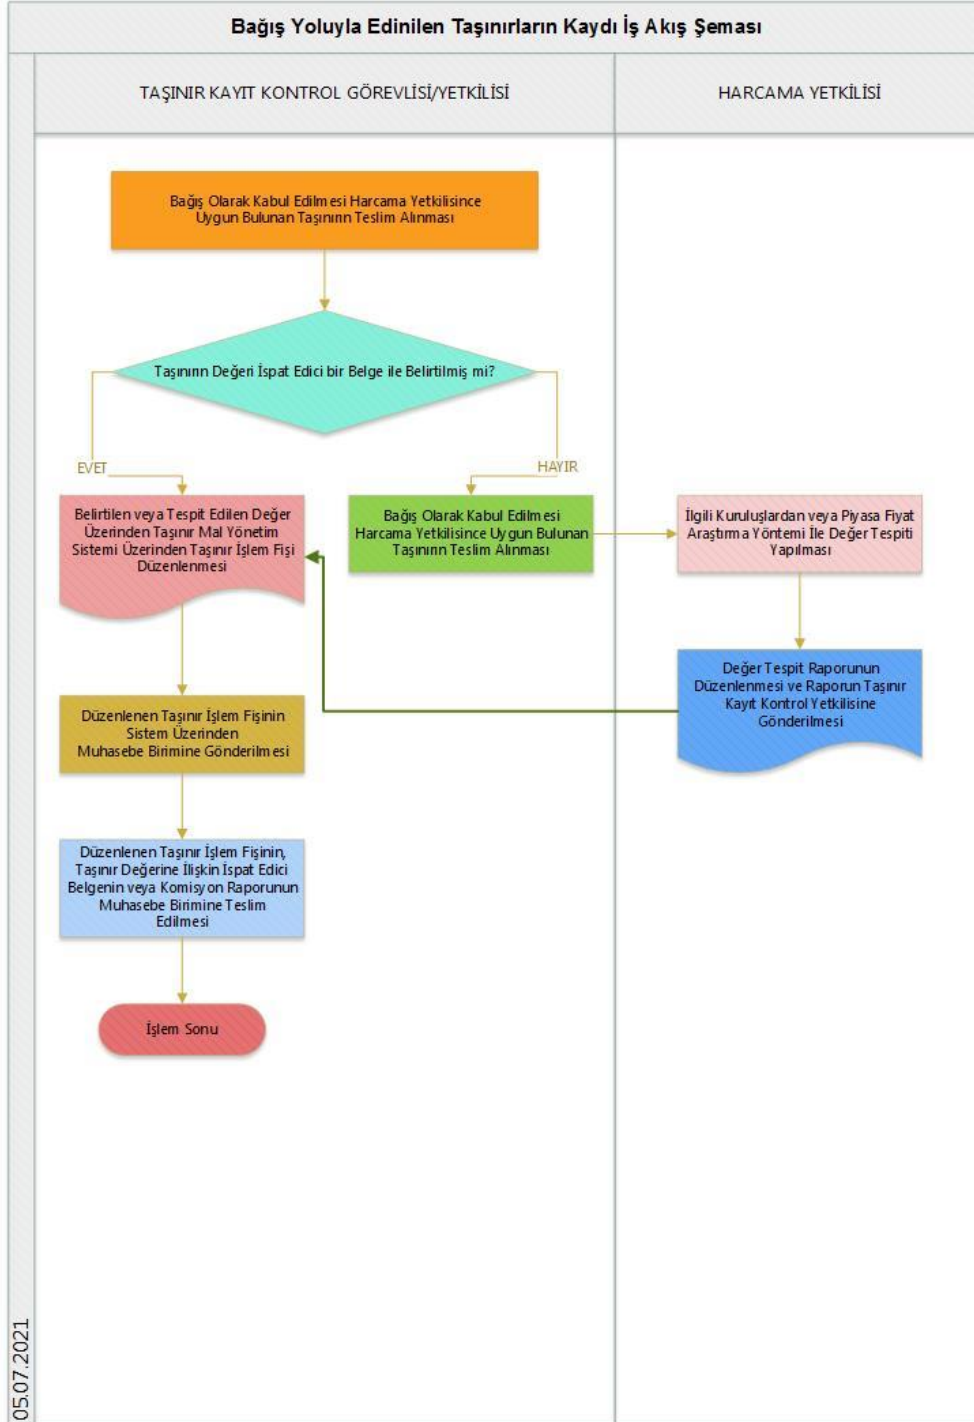 Bağış Yoluyla Edinilen Taşınırların Kaydı İş Akış Şeması
TAŞINIR KAYIT KONTROL GÖREVLİSİ/YETKİLİSİ
HARCAMA YETKİLİSİ
Bağış Olarak Kabul Edilmesi Harcama Yetkilisince
Uygun Bulunan Taşınırın Teslim Alınması
Taşınırın Değeri İspat Edici bir Belge ile Belirtilmiş mi?
EVET
HAYIR
Belirtilen veya Tespit Edilen Değer
Üzerinden Taşınır Mal Yönetim
Sistemi Üzerinden Taşınır İşlem Fişi
Düzenlenmesi
Bağış Olarak Kabul Edilmesi
Harcama Yetkilisince Uygun Bulunan
Taşınırın Teslim Alınması
İlgili Kuruluşlardan veya Piyasa Fiyat
Araştırma Yöntemi İle Değer Tespiti
Yapılması
Değer Tespit Raporunun
Düzenlenmesi ve Raporun Taşınır
Kayıt Kontrol Yetkilisine
Gönderilmesi
Düzenlenen Taşınır İşlem Fişinin
Sistem Üzerinden
Muhasebe Birimine Gönderilmesi
Düzenlenen Taşınır İşlem Fişinin,
Taşınır Değerine İlişkin İspat Edici
Belgenin veya Komisyon Raporunun
Muhasebe Birimine Teslim
Edilmesi
İşlem Sonu
05.07.2021